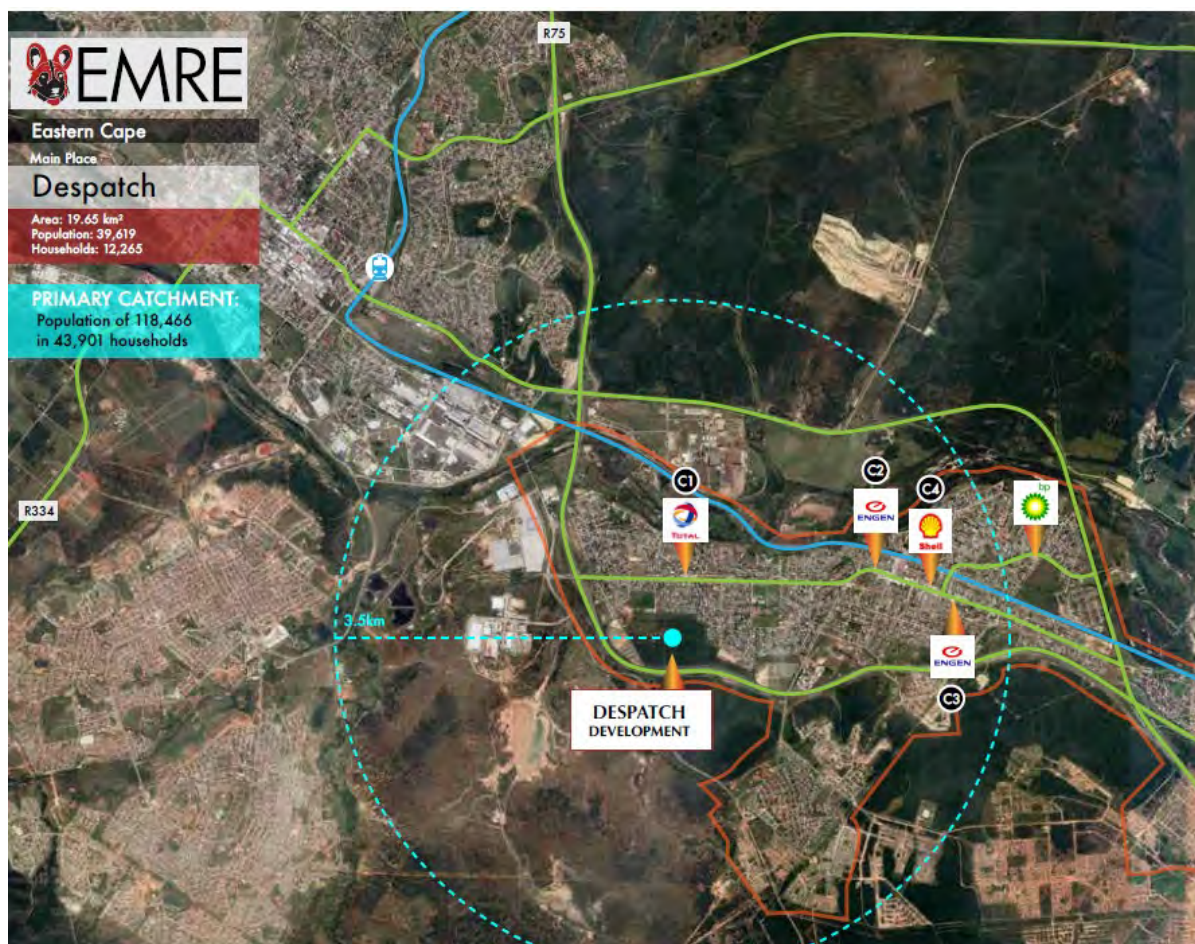 EMRE
Eastern Cape
Main Place
Despatch
Area: 19.65 km²
Population: 39,619
Households: 12,265
PRIMARY CATCHMENT:
Population of 118,466
in 43,901 households
R75
R334
C1
TOTAL
C2
ENGEN
C4
Shell
bp
3.5km
ENGEN
C3
DESPATCH
DEVELOPMENT